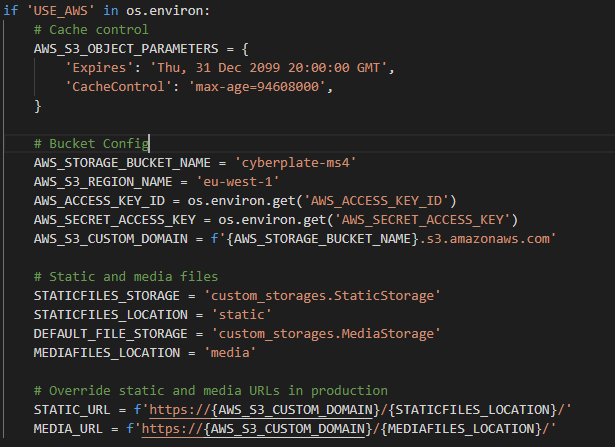 if 'USE_AWS' in os.environ:
    # Cache control
    AWS_S3_OBJECT_PARAMETERS = {
        'Expires': 'Thu, 31 Dec 2099 20:00:00 GMT',
        'CacheControl': 'max-age=94608000',
    }

    # Bucket Config
    AWS_STORAGE_BUCKET_NAME = 'cyberplate-ms4'
    AWS_S3_REGION_NAME = 'eu-west-1'
    AWS_ACCESS_KEY_ID = os.environ.get('AWS_ACCESS_KEY_ID')
    AWS_SECRET_ACCESS_KEY = os.environ.get('AWS_SECRET_ACCESS_KEY')
    AWS_S3_CUSTOM_DOMAIN = f'{AWS_STORAGE_BUCKET_NAME}.s3.amazonaws.com'

    # Static and media files
    STATICFILES_STORAGE = 'custom_storages.StaticStorage'
    STATICFILES_LOCATION = 'static'
    DEFAULT_FILE_STORAGE = 'custom_storages.MediaStorage'
    MEDIAFILES_LOCATION = 'media'

    # Override static and media URLs in production
    STATIC_URL = f'https://{AWS_S3_CUSTOM_DOMAIN}/{STATICFILES_LOCATION}/'
    MEDIA_URL = f'https://{AWS_S3_CUSTOM_DOMAIN}/{MEDIAFILES_LOCATION}/'